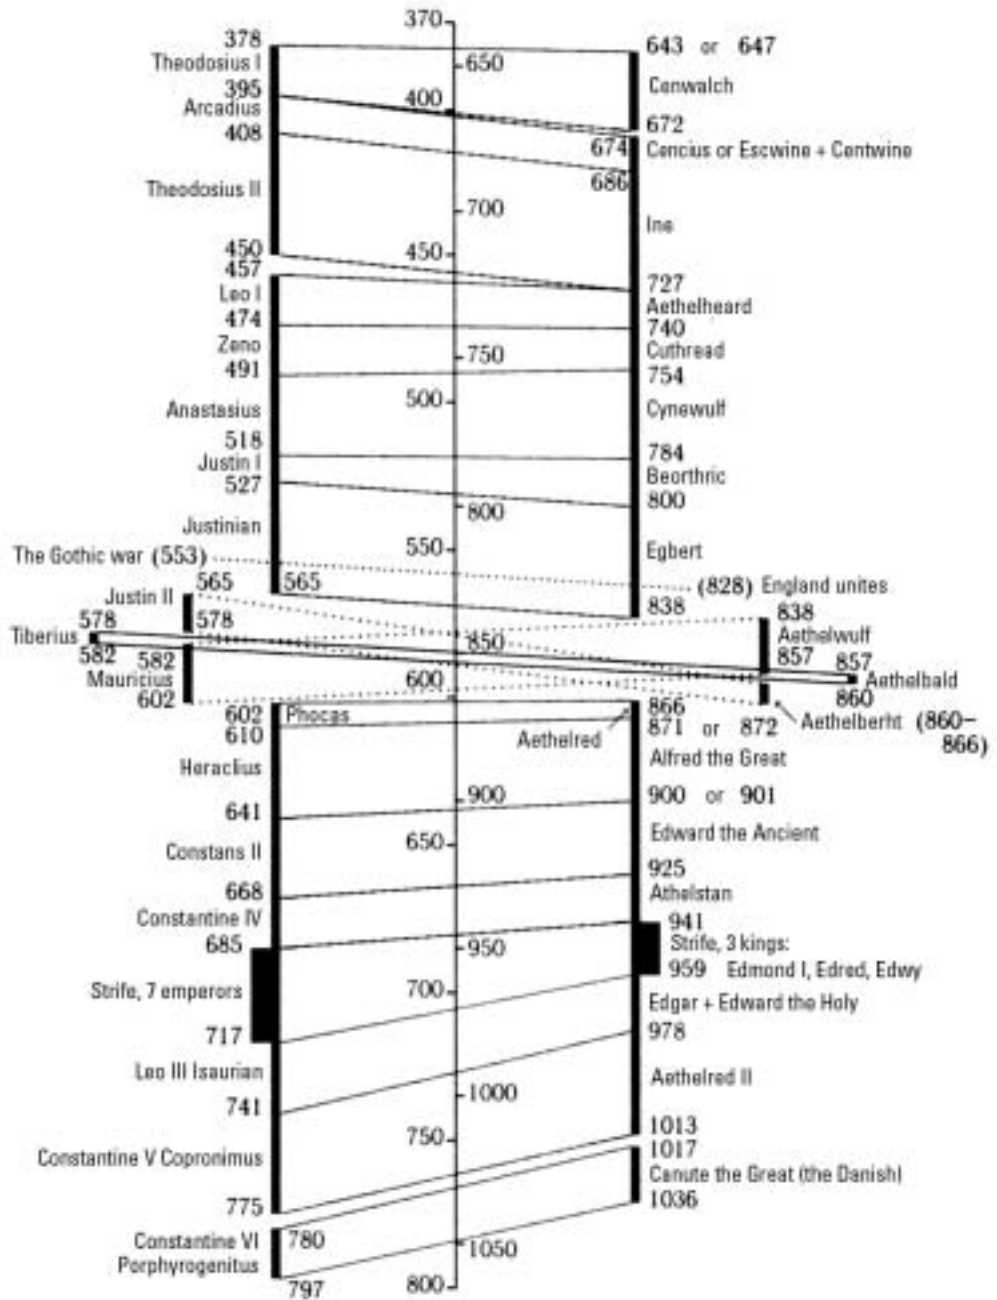 370
378
643 or 647
Theodosius I
650
Cenwalch
395
400
Arcadius
672
408
674
Cencius or Escwine + Centwine
686
Theodosius II
700
Ine
450
450
457
727
Leo I
Aethelheard
474
740
Zeno
750
Cuthread
491
754
500
Anastasius
Cynewulf
518
784
Justin I
Beorthric
527
800
800
Justinian
550
Egbert
The Gothic war (553)
(828) England unites
Justin II
565
565
838
838
578
578
Tiberius
850
Aethelwulf
582
582
857
857
Mauricius
600
Aethelbald
602
860
602
Phocas
866
Aethelberht (860–
866)
610
Aethelred
871 or 872
Heraclius
Alfred the Great
900
900 or 901
641
650
Edward the Ancient
Constans II
925
668
Athelstan
Constantine IV
941
685
950
Strife, 3 kings:
959 Edmond I, Edred, Edwy
Strife, 7 emperors
700
Edgar + Edward the Holy
717
978
Leo III Isaurian
Aethelred II
741
1000
1013
750
1017
Constantine V Copronimus
Canute the Great (the Danish)
775
1036
Constantine VI
Porphyrogenitus
780
1050
797
800